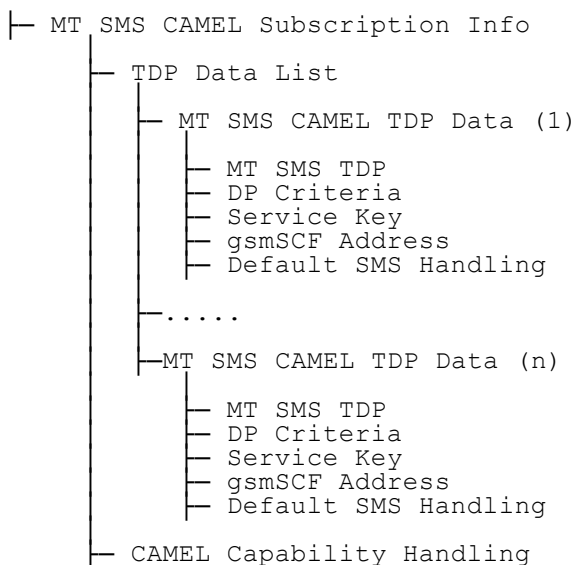 ├─ MT SMS CAMEL Subscription Info
├─ TDP Data List
├─ MT SMS CAMEL TDP Data (1)
├─ MT SMS TDP
├─ DP Criteria
├─ Service Key
├─ gsmSCF Address
├─ Default SMS Handling
├─.....
├─MT SMS CAMEL TDP Data (n)
├─ MT SMS TDP
├─ DP Criteria
├─ Service Key
├─ gsmSCF Address
├─ Default SMS Handling
├─ CAMEL Capability Handling